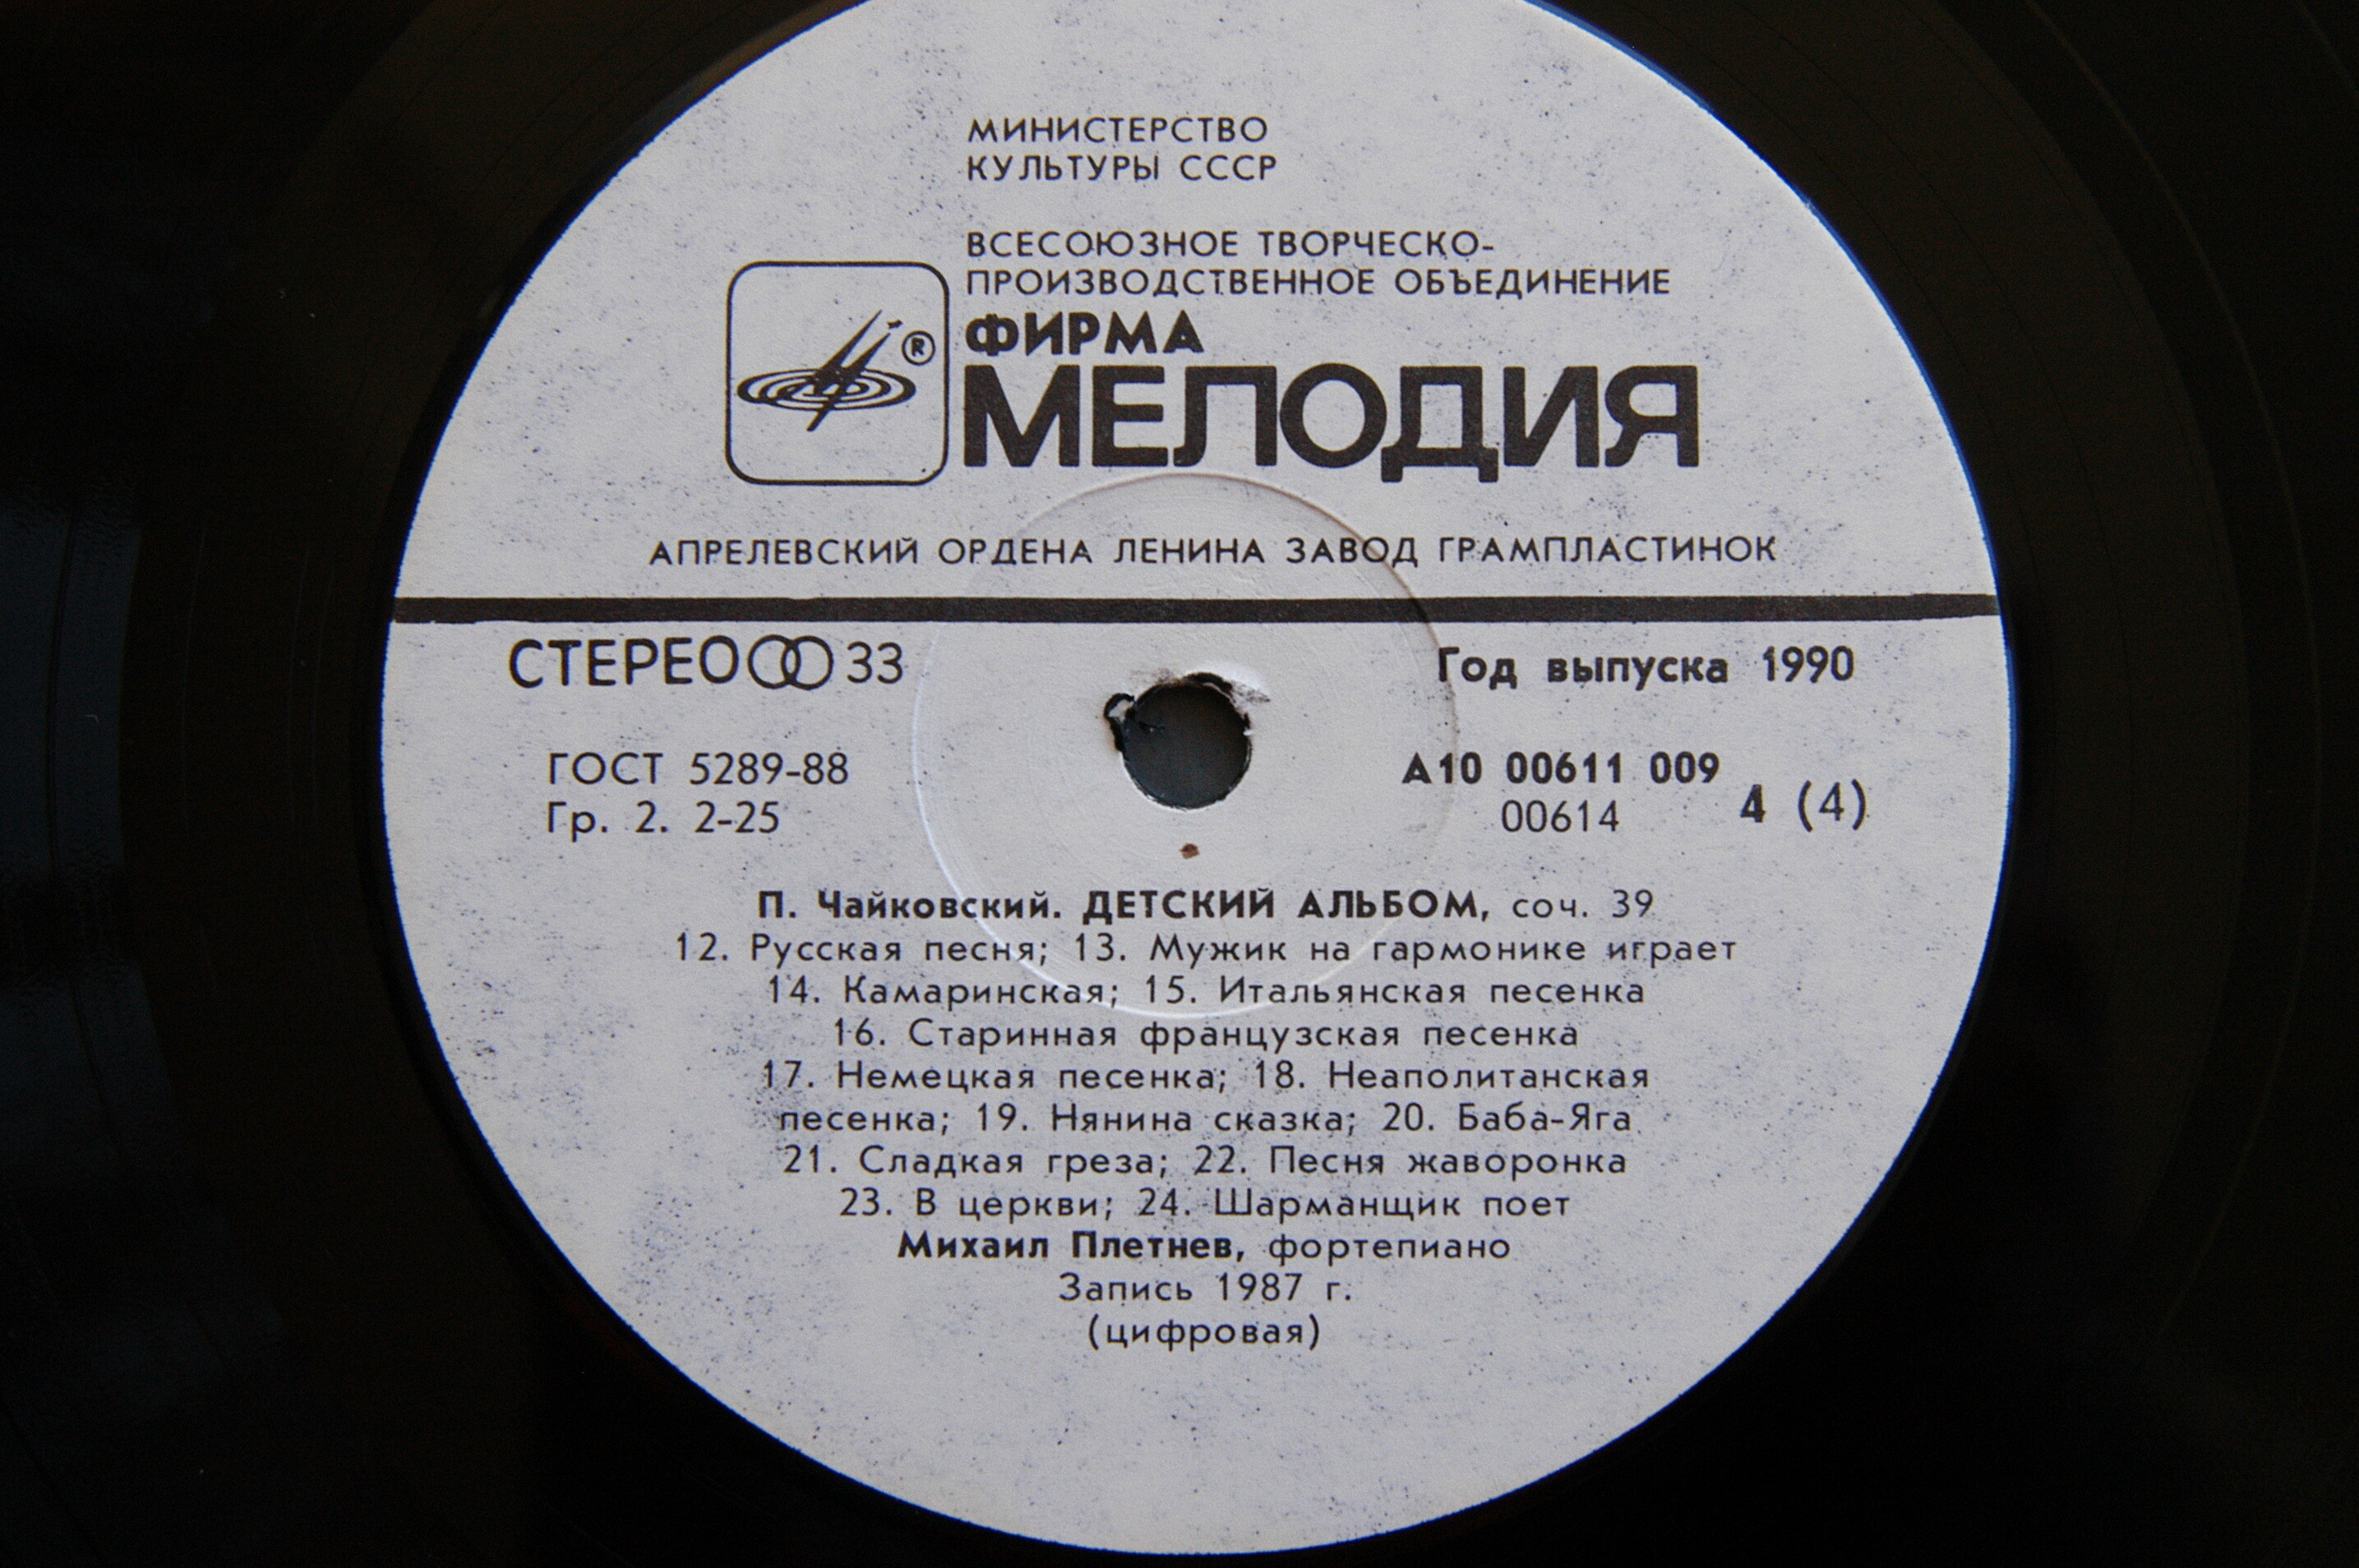 МИНИСТЕРСТВО
КУЛЬТУРЫ СССР
ВСЕСОЮЗНОЕ ТВОРЧЕСКО-
ПРОИЗВОДСТВЕННОЕ ОБЪЕДИНЕНИЕ
ФИРМА
®
МЕЛОДИЯ
АПРЕЛЕВСКИЙ ОРДЕНА ЛЕНИНА ЗАВОД ГРАМПЛАСТИНОК
СТЕРЕО 33
Год выпуска 1990
ГОСТ 5289-88
Гр. 2. 2-25
А10 00611 009
00614
4 (4)
П. Чайковский. ДЕТСКИЙ АЛЬБОМ, соч. 39
12. Русская песня; 13. Мужик на гармонике играет
14. Камаринская; 15. Итальянская песенка
16. Старинная французская песенка
17. Немецкая песенка; 18. Неаполитанская
песенка; 19. Нянина сказка; 20. Баба-Яга
21. Сладкая греза; 22. Песня жаворонка
23. В церкви; 24. Шарманщик поет
Михаил Плетнев, фортепиано
Запись 1987 г.
(цифровая)